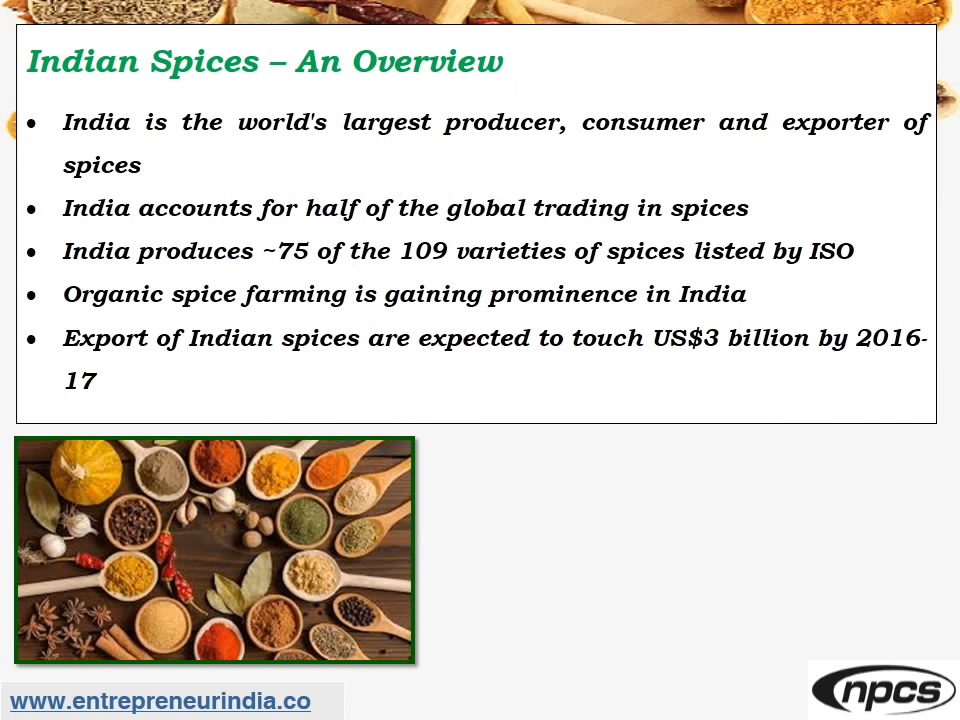 Indian Spices – An Overview
• India is the world's largest producer, consumer and exporter of
spices
• India accounts for half of the global trading in spices
• India produces ~75 of the 109 varieties of spices listed by ISO
• Organic spice farming is gaining prominence in India
• Export of Indian spices are expected to touch US$3 billion by 2016-
17
www.entrepreneurindia.co
npcs